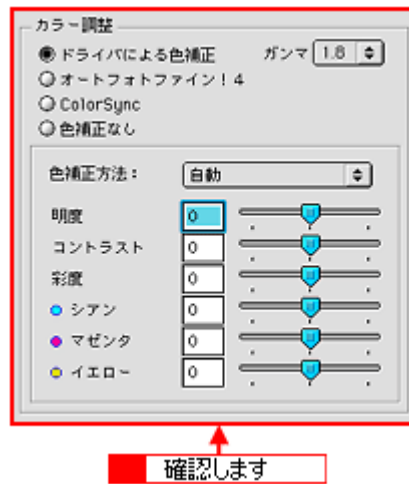 カラー調整
ドライバによる色補正 ガンマ 1.8
オートフォトファイン！4
ColorSync
色補正なし
色補正方法： 自動
明度 0
コントラスト 0
彩度 0
シアン 0
マゼンタ 0
イエロー 0
確認します